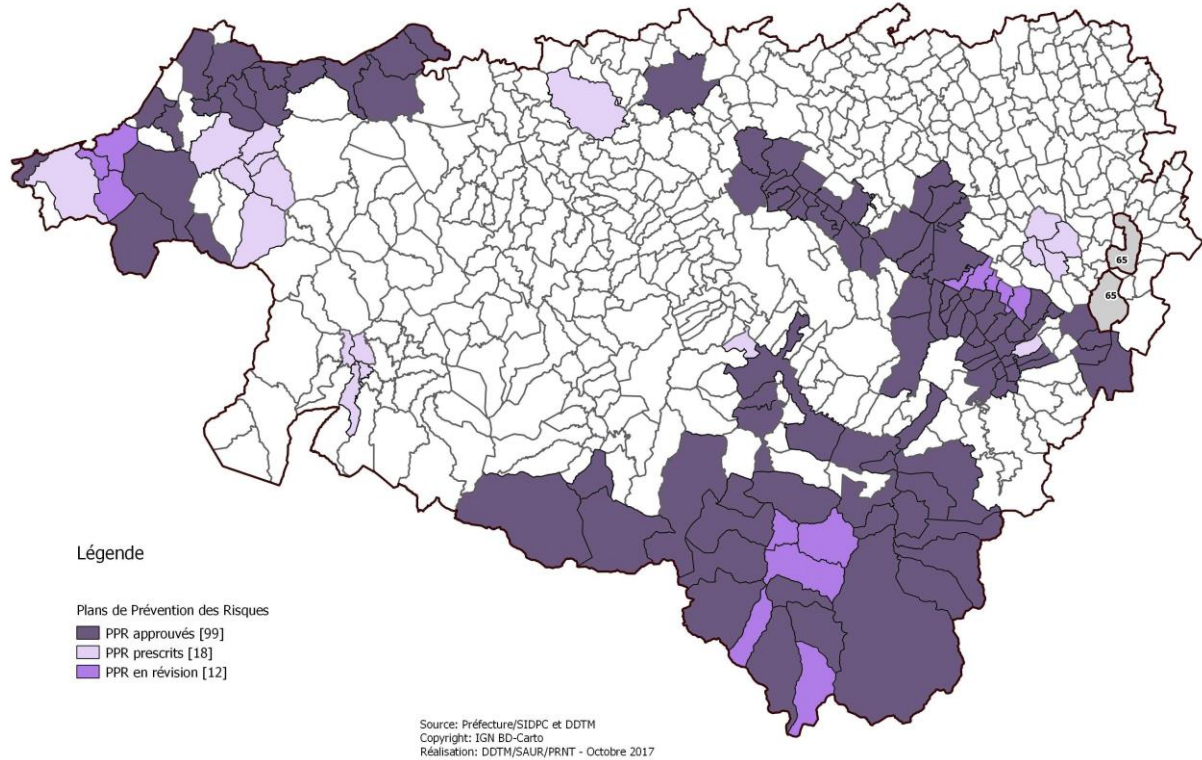 65
65
Légende
Plans de Prévention des Risques
PPR approuvés [99]
PPR prescrits [18]
PPR en révision [12]
Source: Préfecture/SIDPC et DDTM
Copyright: IGN BD-Carto
Réalisation: DDTM/SAUR/PRNT - Octobre 2017